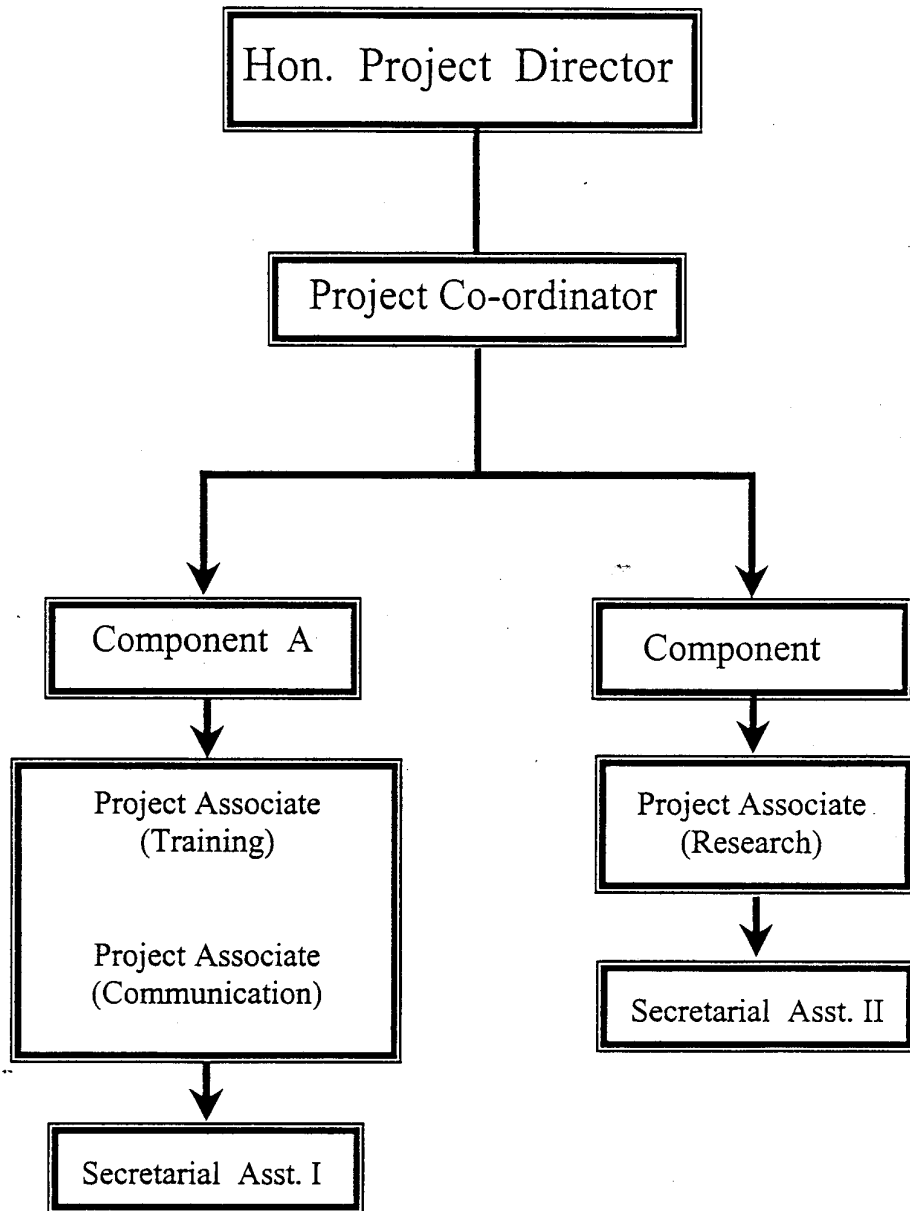 Hon. Project Director
Project Co-ordinator
Component A
Component
Project Associate
(Training)
Project Associate
(Communication)
Project Associate
(Research)
Secretarial Asst. II
Secretarial Asst. I